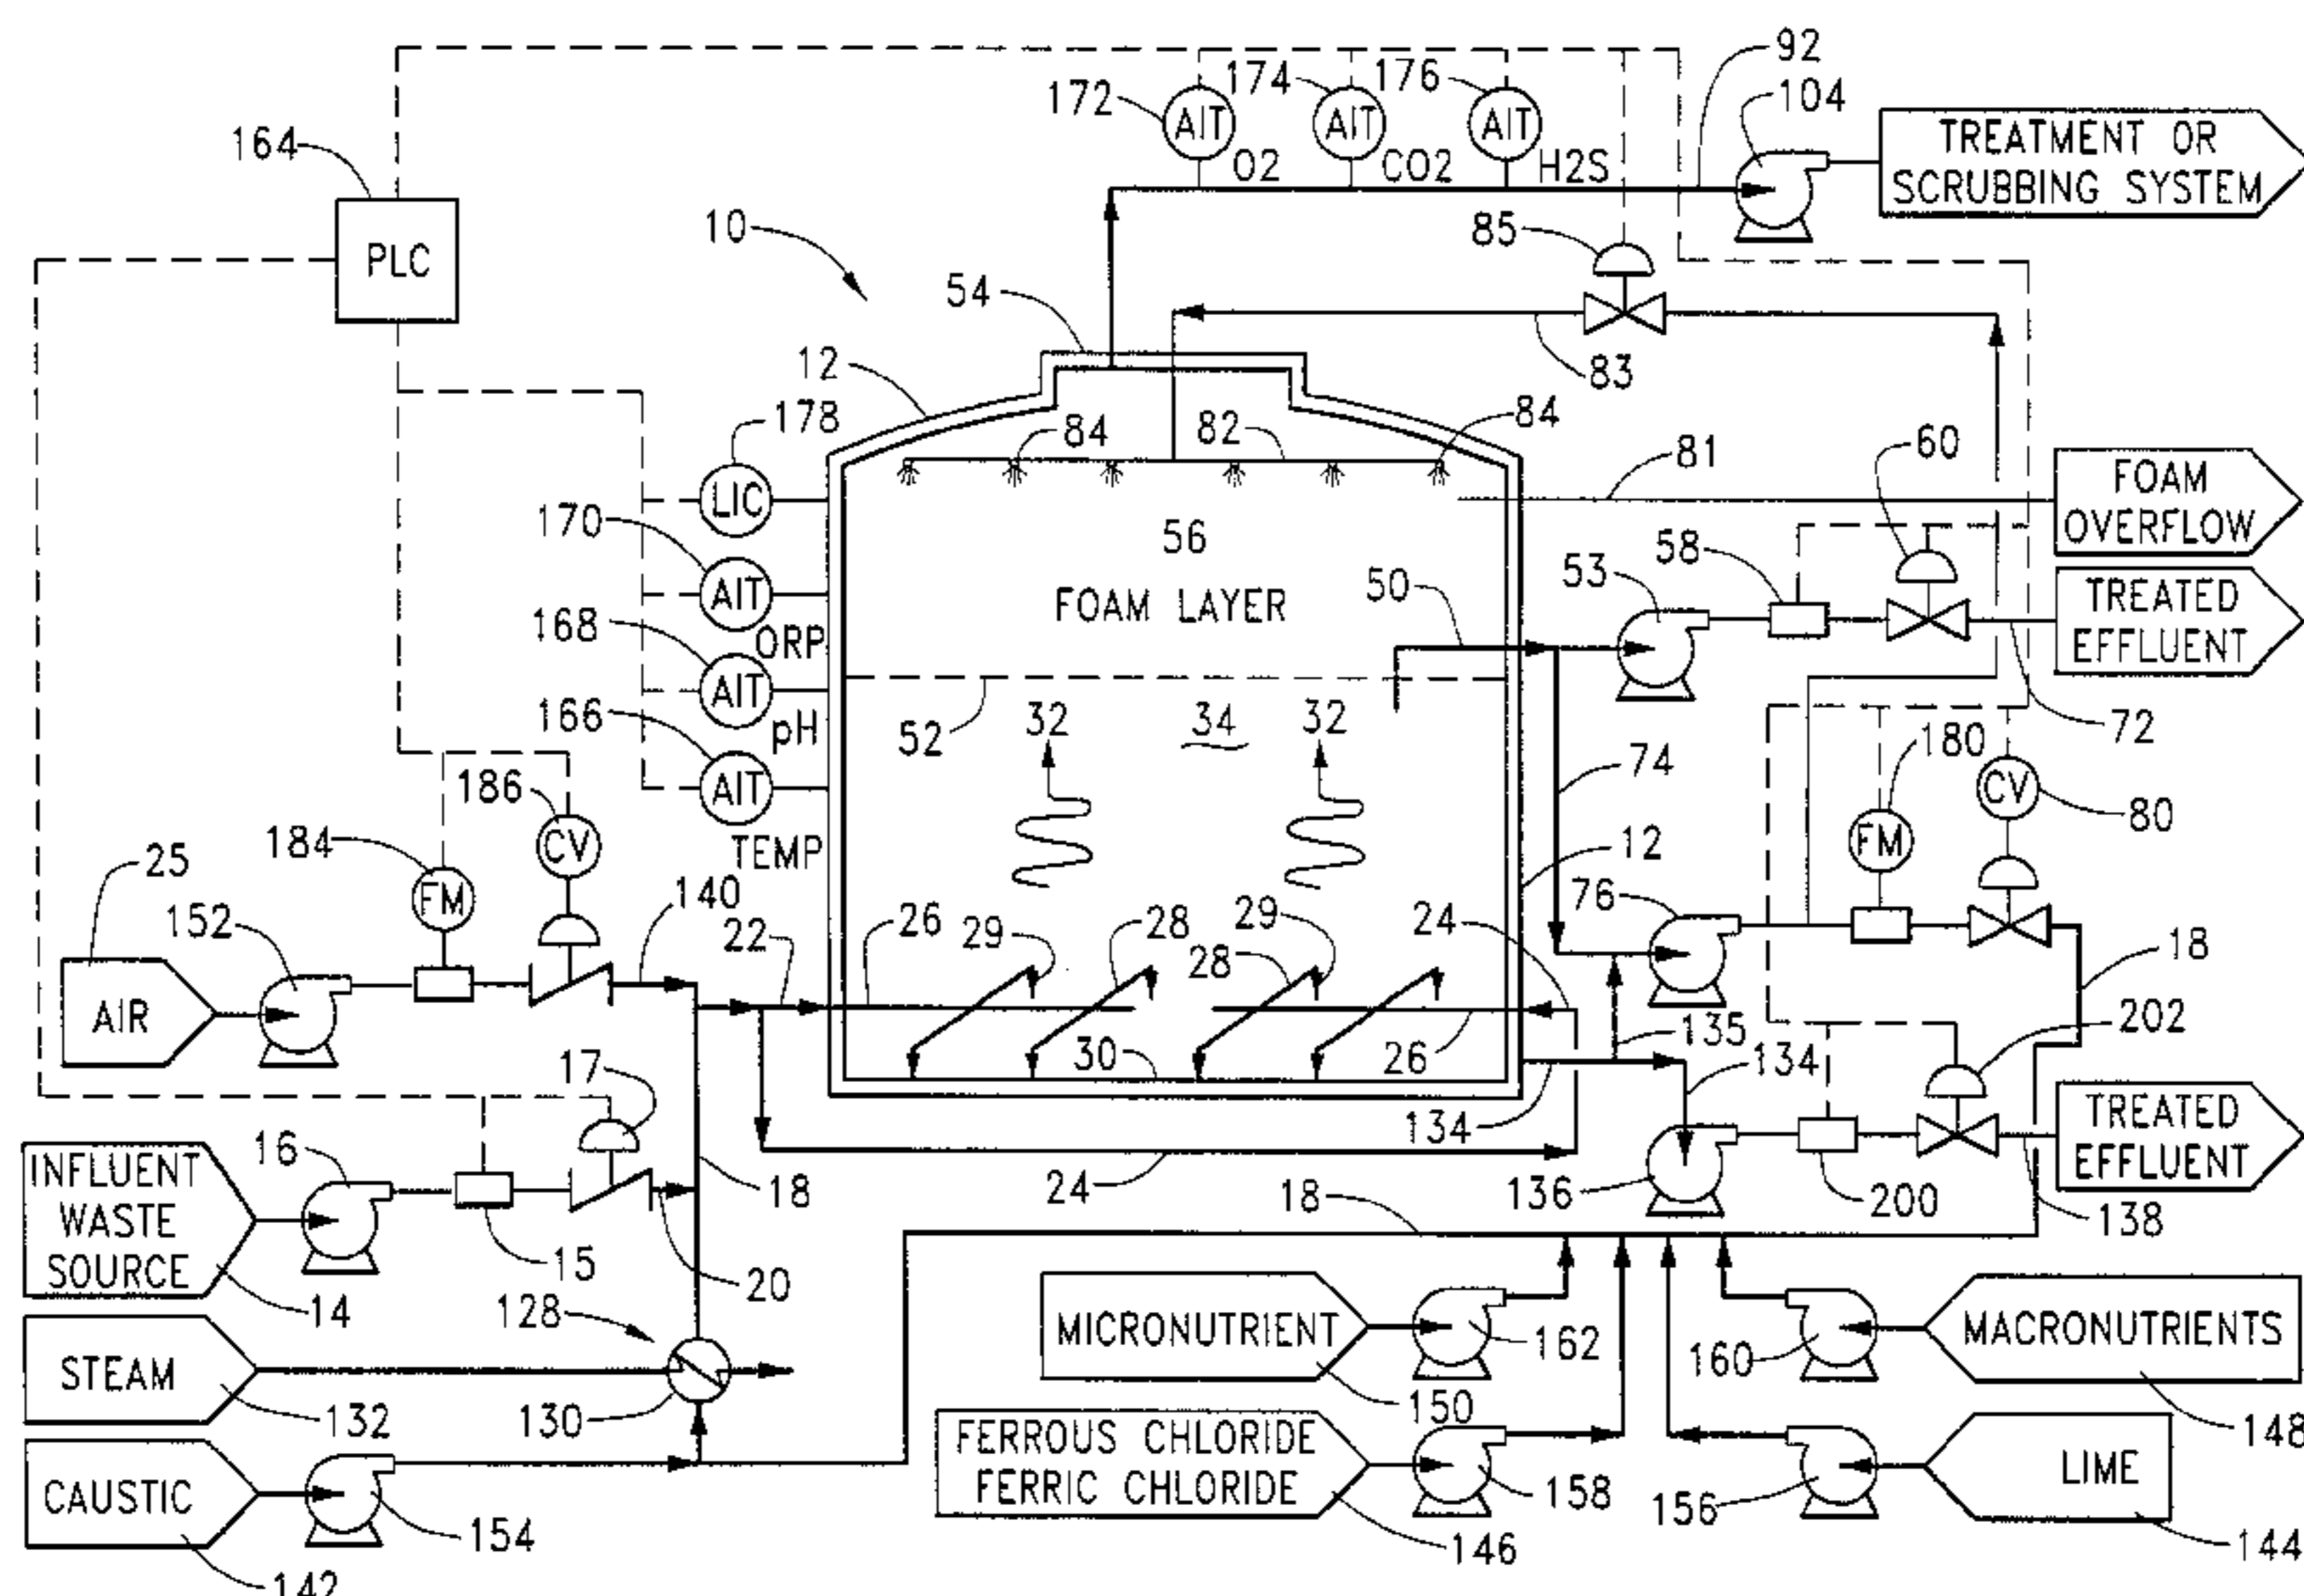 92
172
174
176
104
AIT
AIT
AIT
TREATMENT OR
SCRUBBING SYSTEM
164
O2
CO2
H2S
10
85
PLC
54
12
83
178
84
82
84
60
81
LIC
FOAM
OVERFLOW
170
56
58
53
50
AIT
FOAM LAYER
TREATED
EFFLUENT
168
ORP
AIT
166
pH
52
32
34
32
72
180
186
AIT
74
CV
80
184
CV
TEMP
12
FM
25
FM
140
76
152
22
26
29
28
29
28
24
18
AIR
135
202
30
26
17
134
134
16
INFLUENT
WASTE
SOURCE
18
24
136
200
TREATED
EFFLUENT
138
15
20
18
14
128
MICRONUTRIENT
162
160
MACRONUTRIENTS
STEAM
132
130
150
148
FERROUS CHLORIDE
FERRIC CHLORIDE
158
156
LIME
CAUSTIC
154
146
144
142